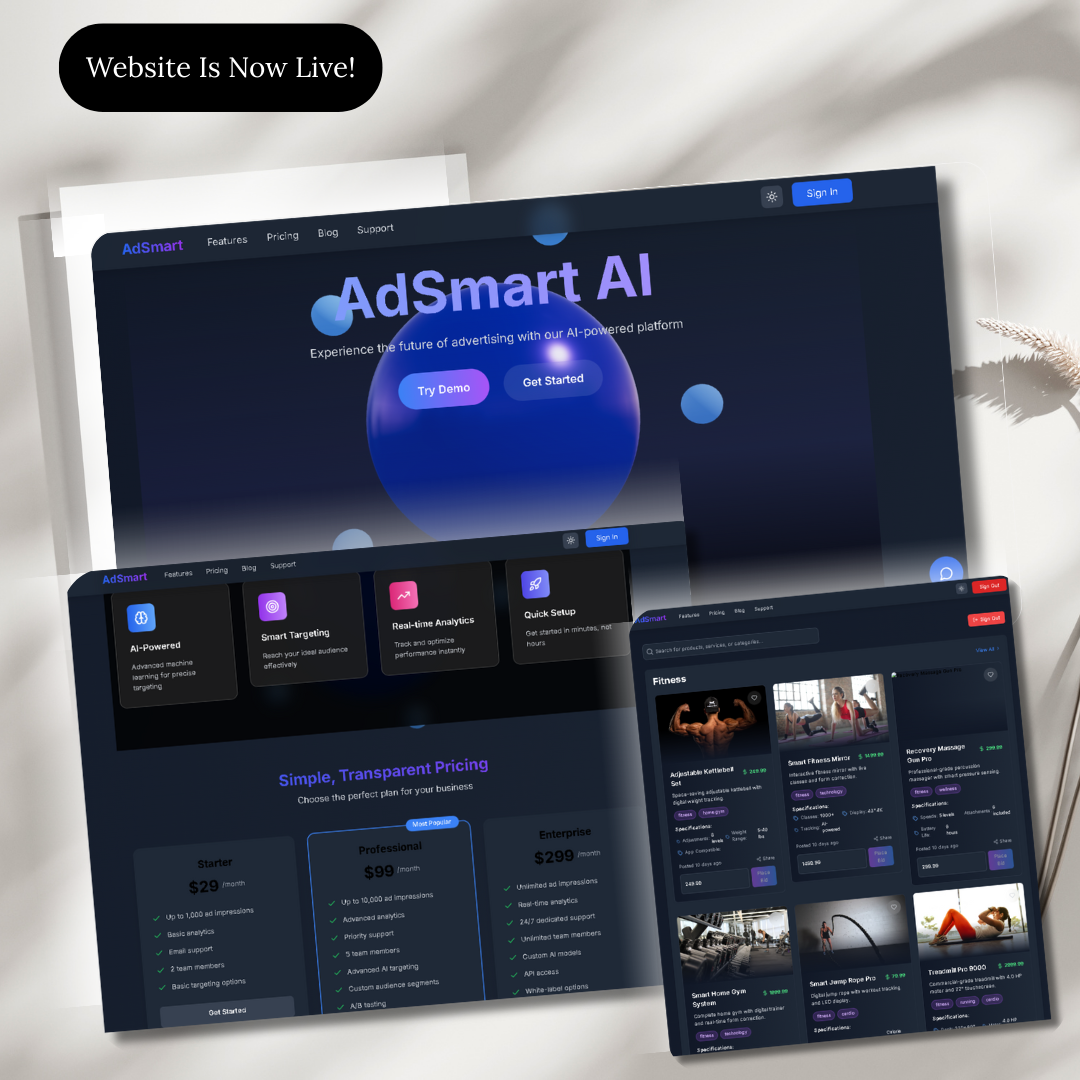 Website Is Now Live!
AdSmart
Features
Pricing
Blog
Support
Sign In
AdSmart AI
Experience the future of advertising with our AI-powered platform
Try Demo
Get Started
AdSmart
Features
Pricing
Blog
Support
Sign In
AI-Powered
Advanced machine
learning for precise
targeting
Smart Targeting
Reach your ideal audience
effectively
Real-time Analytics
Track and optimize
performance instantly
Quick Setup
Get started in minutes, not
hours
Simple, Transparent Pricing
Choose the perfect plan for your business
Starter
$29 /month
Up to 1,000 ad impressions
Basic analytics
Email support
2 team members
Basic targeting options
Get Started
Most Popular
Professional
$99 /month
Up to 10,000 ad impressions
Advanced analytics
Priority support
5 team members
Advanced AI targeting
Custom audience segments
A/B testing
Enterprise
$299 /month
Unlimited ad impressions
Real-time analytics
24/7 dedicated support
Unlimited team members
Custom AI models
API access
White-label options
AdSmart
Features
Pricing
Blog
Support
Sign Out
Sign Out
Search for products, services, or categories...
View All
Fitness
Adjustable Kettlebell
Set
$ 249.99
Space-saving adjustable kettlebell with
digital weight tracking.
fitness
home gym
Specifications:
Adjustments:
levels
Weight
Range:
5-40
lbs
App: Compatible
Posted 10 days ago
Share
249.99
Place
Bid
Smart Fitness Mirror
$ 1499.99
Interactive fitness mirror with live
classes and form correction.
fitness
technology
Specifications:
Classes: 1000+
Display: 43" 4K
Tracking:
AI-
powered
Posted 10 days ago
Share
1499.99
Place
Bid
Recovery Massage
Gun Pro
$ 299.99
Professional-grade percussion
massager with smart pressure sensing.
fitness
wellness
Specifications:
Speeds: 5 levels
Attachments:
included
Battery
Life:
hours
Posted 10 days ago
Share
299.99
Place
Bid
Smart Home Gym
System
Complete home gym with digital trainer
and real-time form correction.
fitness
technology
Specifications:
Smart Jump Rope Pro
$ 79.99
Digital jump rope with workout tracking
and LED display.
fitness
cardio
Specifications:
Treadmill Pro 9000
$ 2999.99
Commercial-grade treadmill with 4.0 HP
motor and 22" touchscreen.
fitness
running
cardio
Specifications:
4.0 HP